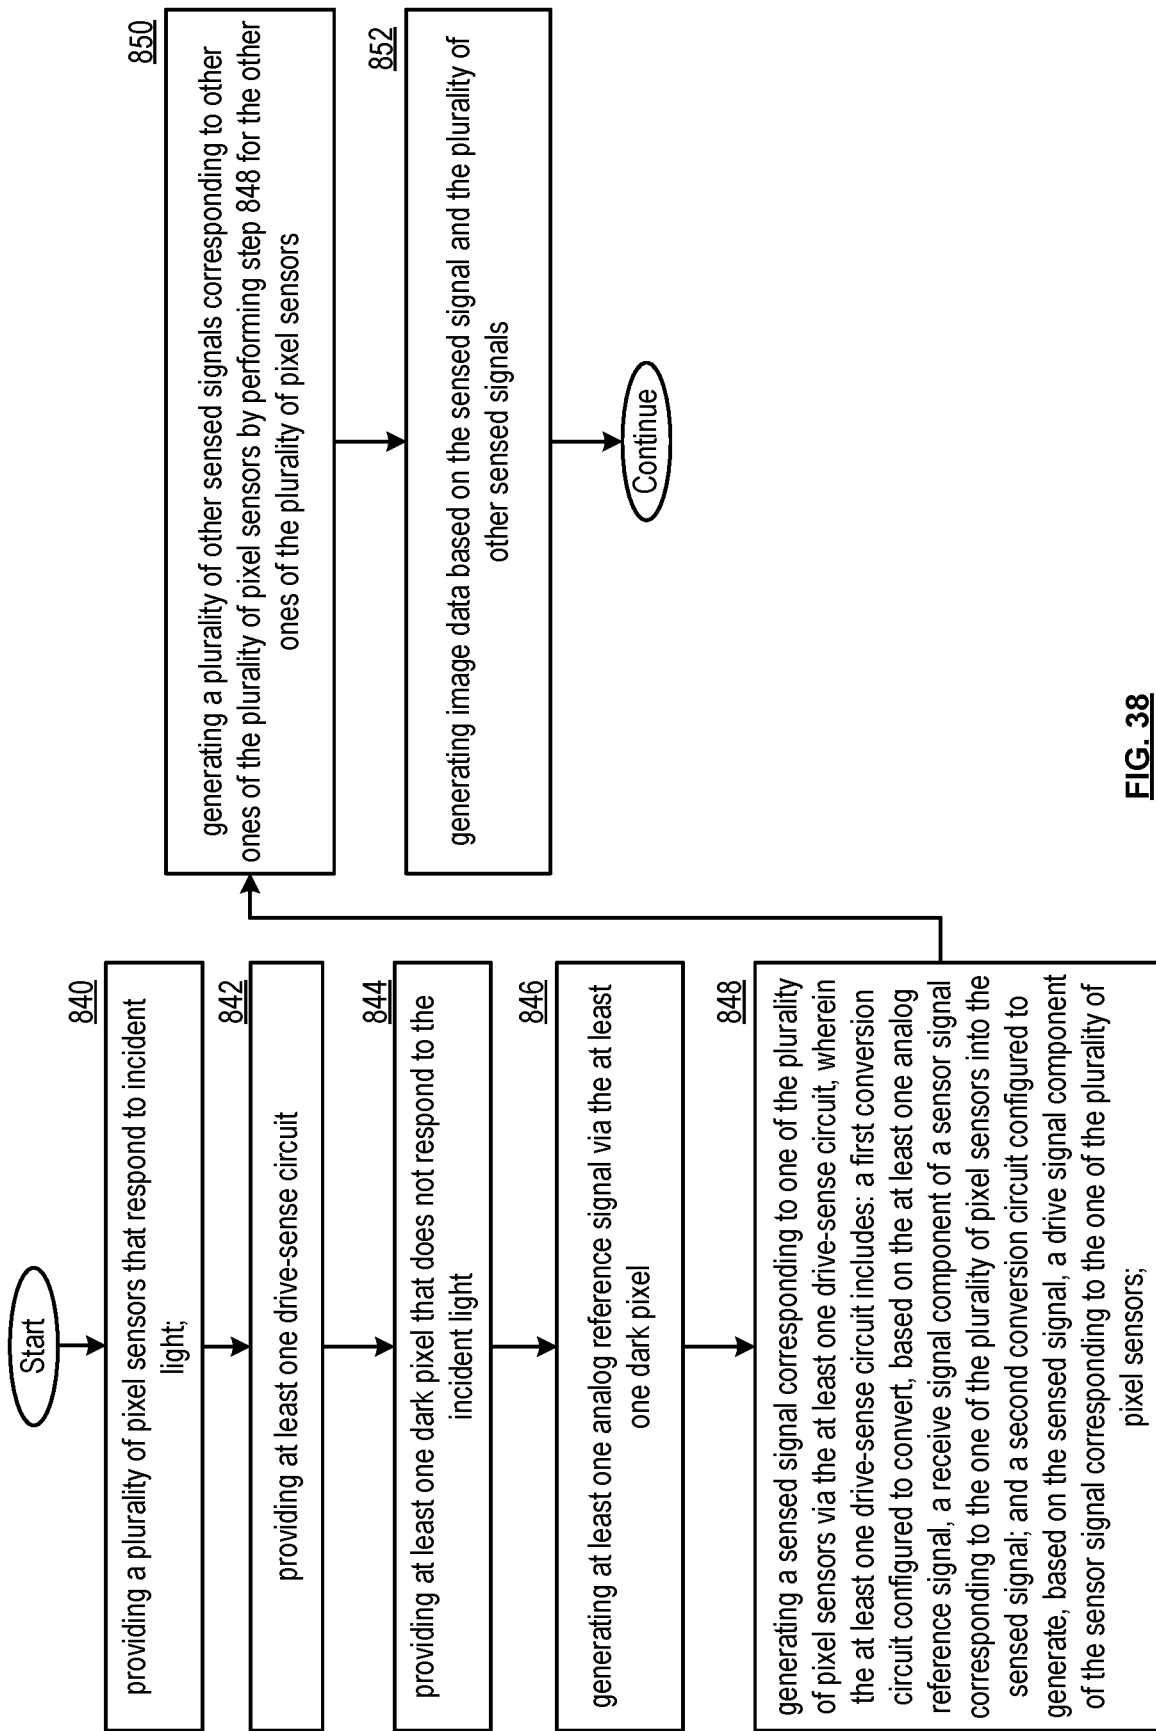 Start
840
providing a plurality of pixel sensors that respond to incident
light;
842
providing at least one drive-sense circuit
844
providing at least one dark pixel that does not respond to the
incident light
846
generating at least one analog reference signal via the at least
one dark pixel
848
generating a sensed signal corresponding to one of the plurality
of pixel sensors via the at least one drive-sense circuit, wherein
the at least one drive-sense circuit includes: a first conversion
circuit configured to convert, based on the at least one analog
reference signal, a receive signal component of a sensor signal
corresponding to the one of the plurality of pixel sensors into the
sensed signal; and a second conversion circuit configured to
generate, based on the sensed signal, a drive signal component
of the sensor signal corresponding to the one of the plurality of
pixel sensors;
850
generating a plurality of other sensed signals corresponding to other
ones of the plurality of pixel sensors by performing step 848 for the other
ones of the plurality of pixel sensors
852
generating image data based on the sensed signal and the plurality of
other sensed signals
Continue
FIG. 38